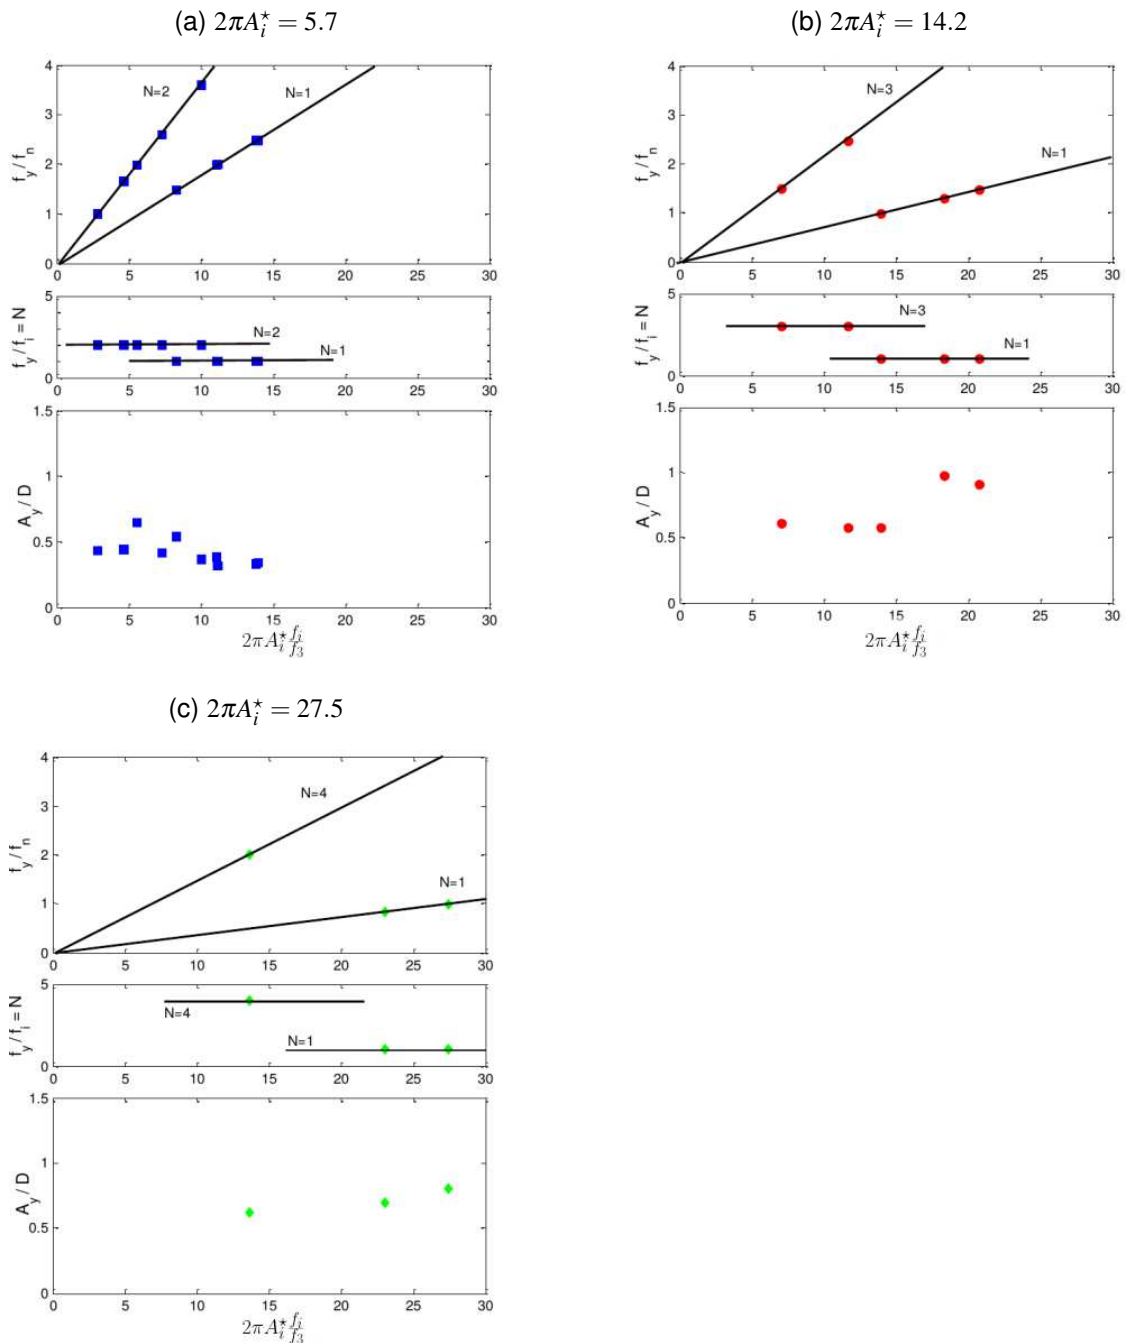 (a) 2πA_i^⋆ = 5.7
4
3
2
1
0
f_y / f_n
N=2
N=1
0 5 10 15 20 25 30
5
0
f_y / f_i = N
N=2
N=1
0 5 10 15 20 25 30
1.5
1
0.5
0
A_y / D
0 5 10 15 20 25 30
2πA_i^⋆ f_i/f_3
(b) 2πA_i^⋆ = 14.2
4
3
2
1
0
f_y / f_n
N=3
N=1
0 5 10 15 20 25 30
5
0
f_y / f_i = N
N=3
N=1
0 5 10 15 20 25 30
1.5
1
0.5
0
A_y / D
0 5 10 15 20 25 30
2πA_i^⋆ f_i/f_3
(c) 2πA_i^⋆ = 27.5
4
3
2
1
0
f_y / f_n
N=4
N=1
0 5 10 15 20 25 30
5
0
f_y / f_i = N
N=4
N=1
0 5 10 15 20 25 30
1.5
1
0.5
0
A_y / D
0 5 10 15 20 25 30
2πA_i^⋆ f_i/f_3